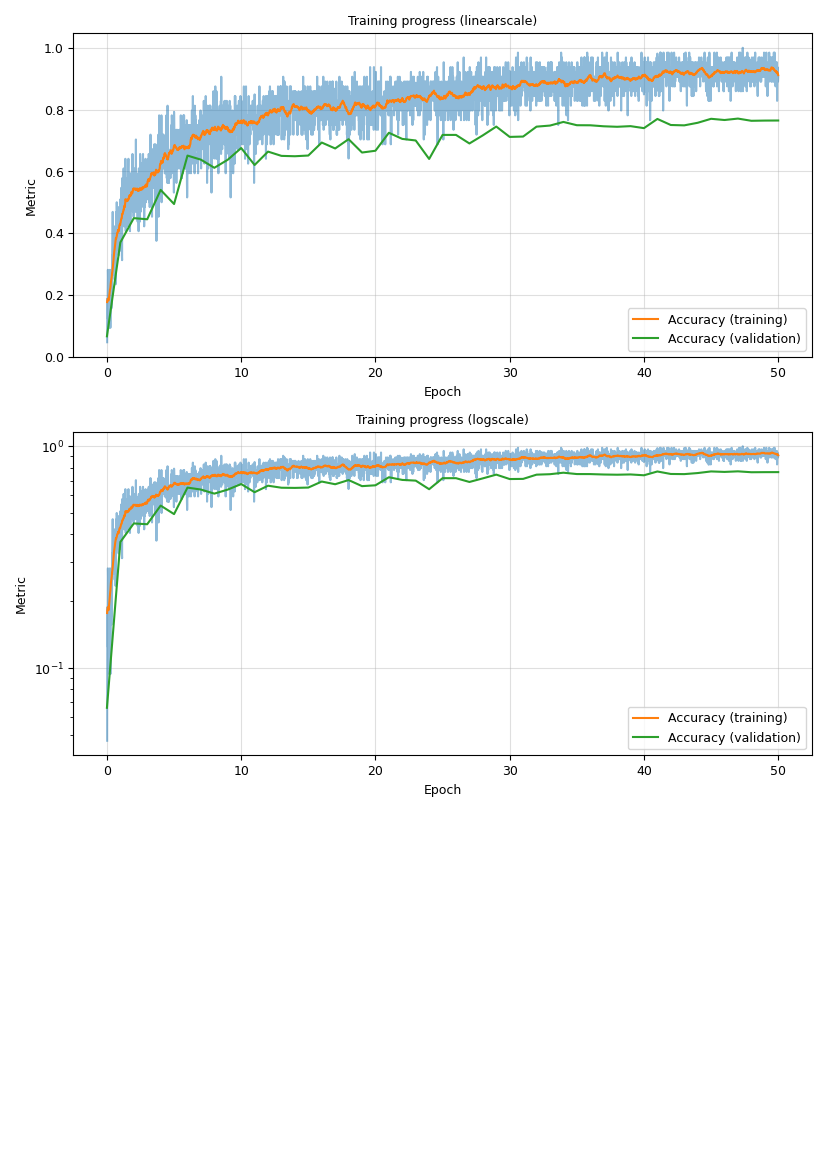 Training progress (linearscale)
1.0
0.8
0.6
0.4
0.2
0.0
Metric
Accuracy (training)
Accuracy (validation)
0 10 20 30 40 50
Epoch
Training progress (logscale)
10^0
10^-1
Metric
Accuracy (training)
Accuracy (validation)
0 10 20 30 40 50
Epoch